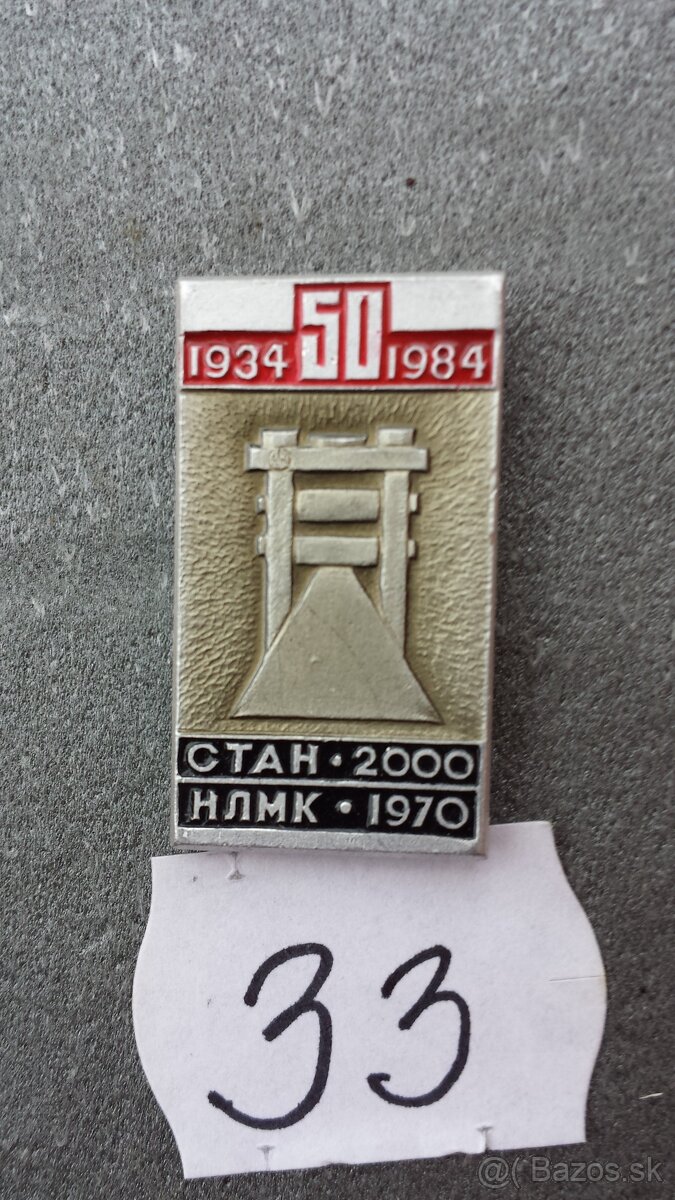 1934 50 1984
СТАН · 2000
НЛМК · 1970
33
@( Bazos.sk